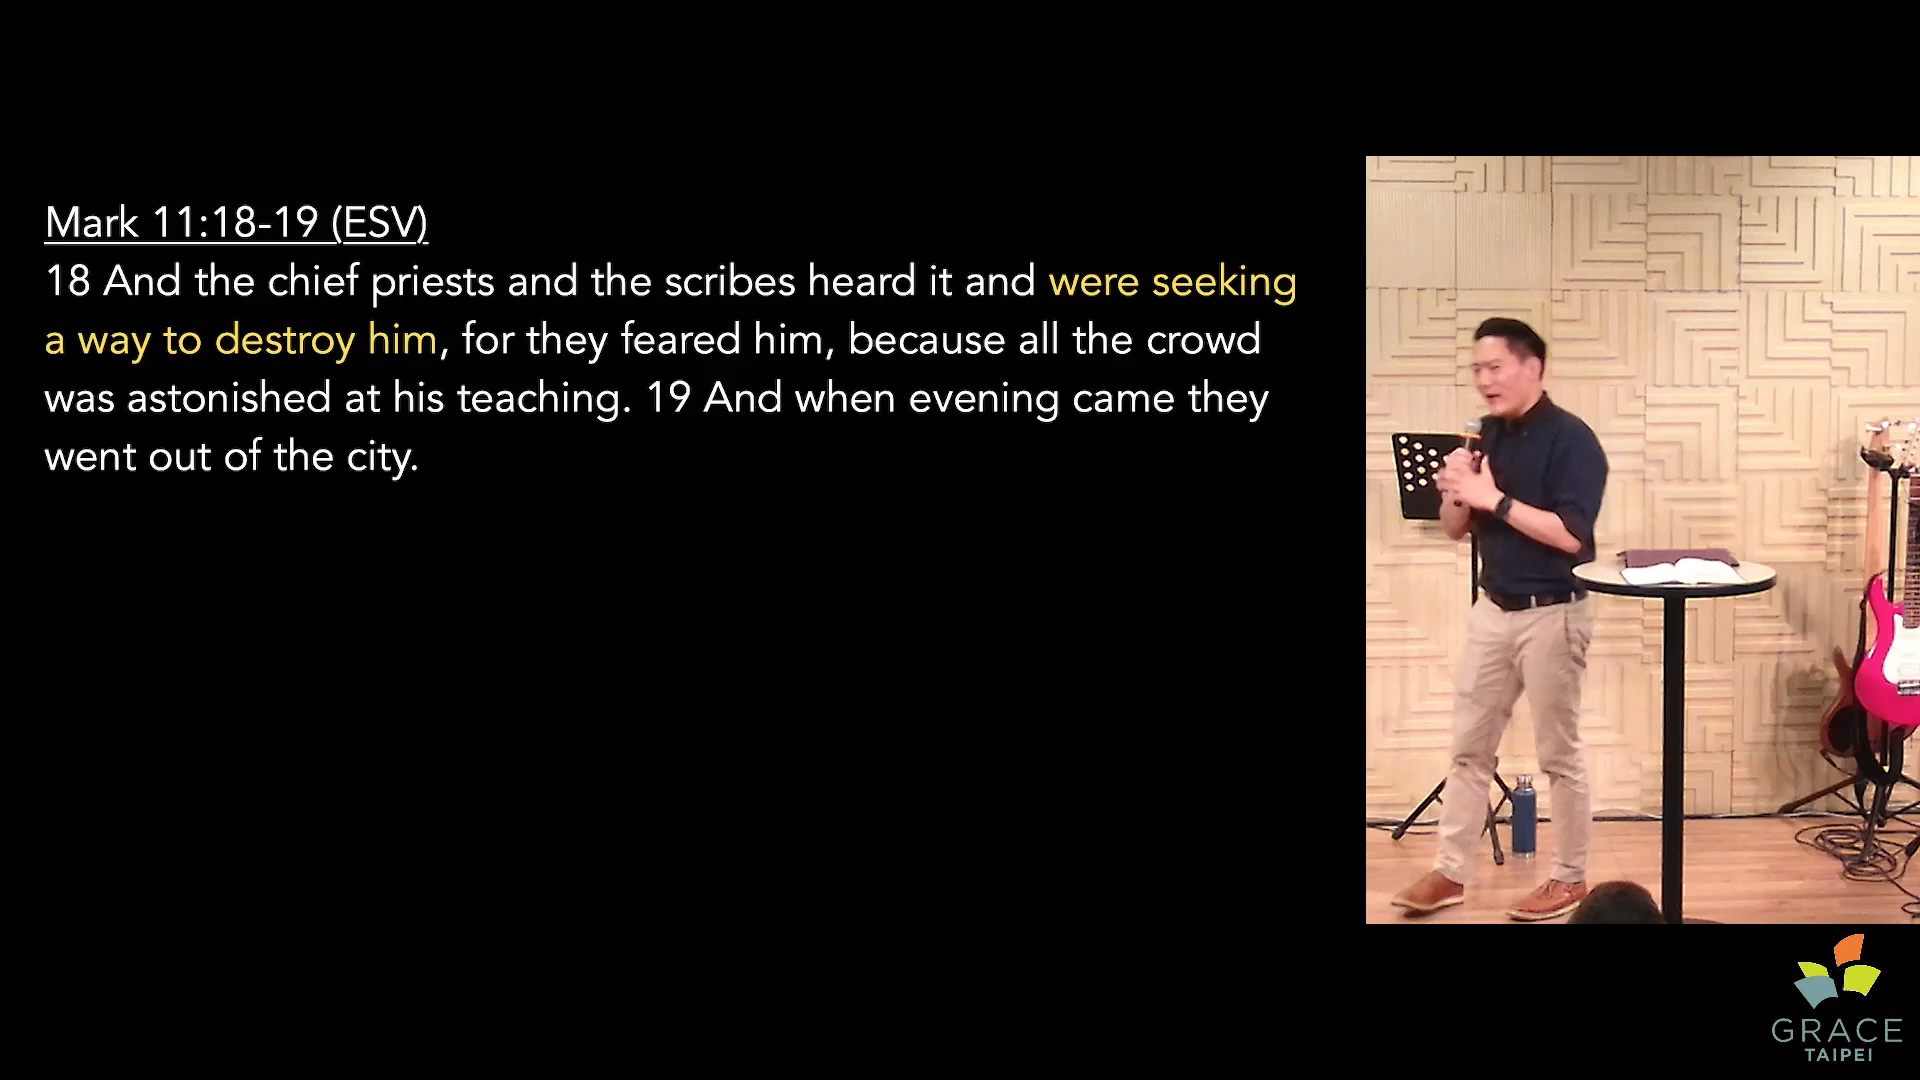 Mark 11:18-19 (ESV)
18 And the chief priests and the scribes heard it and were seeking
a way to destroy him, for they feared him, because all the crowd
was astonished at his teaching. 19 And when evening came they
went out of the city.
GRACE
TAIPEI